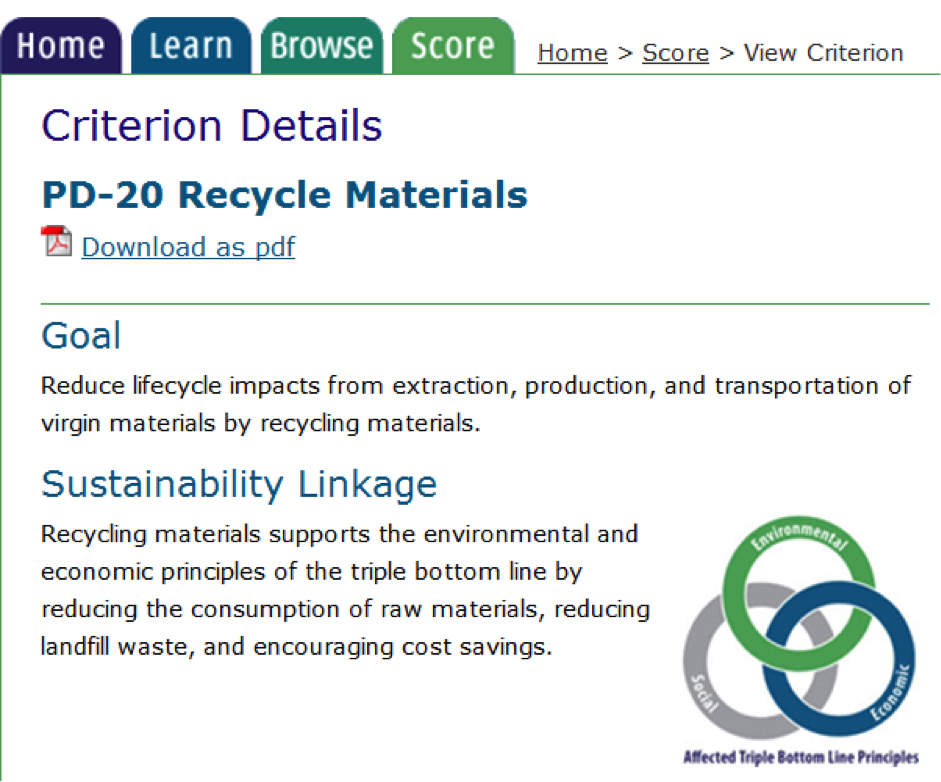 Home Learn Browse Score Home > Score > View Criterion
Criterion Details
PD-20 Recycle Materials
Download as pdf
Goal
Reduce lifecycle impacts from extraction, production, and transportation of
virgin materials by recycling materials.
Sustainability Linkage
Recycling materials supports the environmental and
economic principles of the triple bottom line by
reducing the consumption of raw materials, reducing
landfill waste, and encouraging cost savings.
Environmental
Social
Economic
Affected Triple Bottom Line Principles